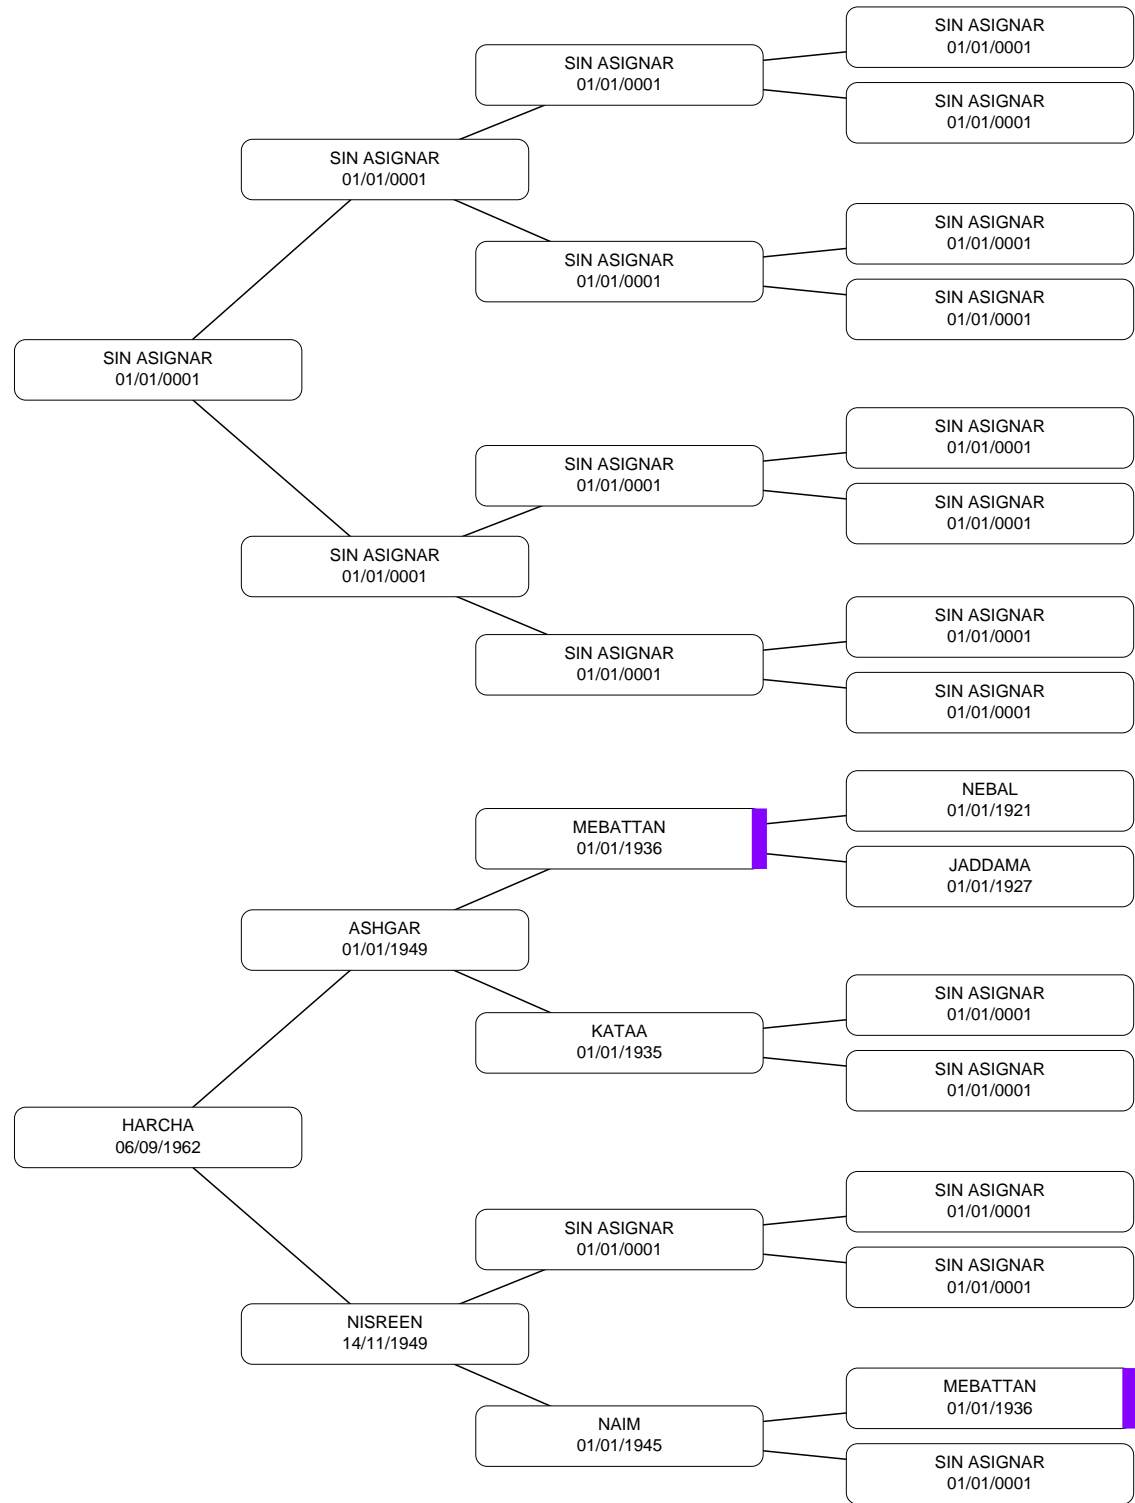 SIN ASIGNAR
01/01/0001
SIN ASIGNAR
01/01/0001
SIN ASIGNAR
01/01/0001
SIN ASIGNAR
01/01/0001
SIN ASIGNAR
01/01/0001
SIN ASIGNAR
01/01/0001
SIN ASIGNAR
01/01/0001
SIN ASIGNAR
01/01/0001
SIN ASIGNAR
01/01/0001
SIN ASIGNAR
01/01/0001
SIN ASIGNAR
01/01/0001
SIN ASIGNAR
01/01/0001
SIN ASIGNAR
01/01/0001
SIN ASIGNAR
01/01/0001
SIN ASIGNAR
01/01/0001
NEBAL
01/01/1921
MEBATTAN
01/01/1936
JADDAMA
01/01/1927
ASHGAR
01/01/1949
SIN ASIGNAR
01/01/0001
KATAA
01/01/1935
SIN ASIGNAR
01/01/0001
HARCHA
06/09/1962
SIN ASIGNAR
01/01/0001
SIN ASIGNAR
01/01/0001
SIN ASIGNAR
01/01/0001
NISREEN
14/11/1949
MEBATTAN
01/01/1936
NAIM
01/01/1945
SIN ASIGNAR
01/01/0001